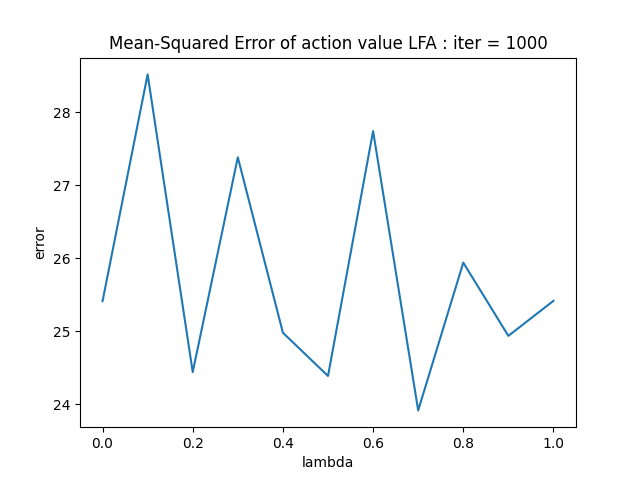 Mean-Squared Error of action value LFA : iter = 1000
28
27
26
25
24
error
0.0 0.2 0.4 0.6 0.8 1.0
lambda